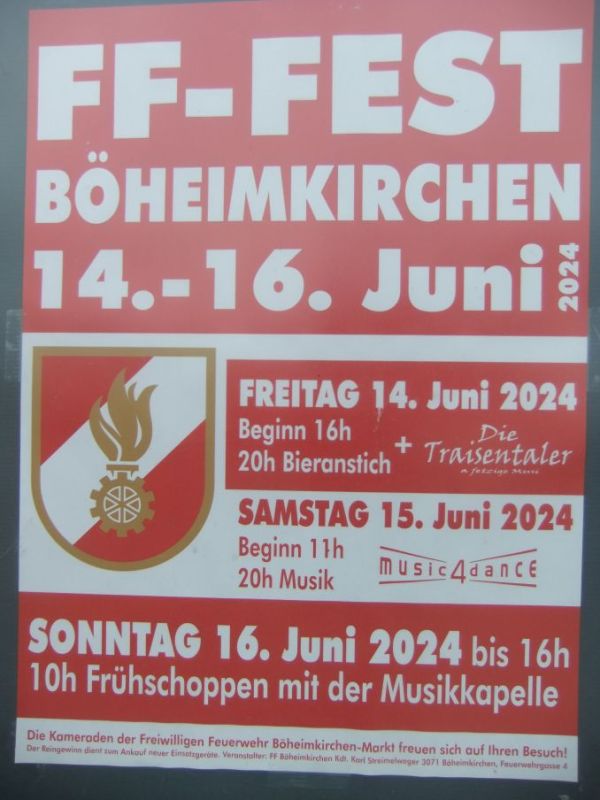 FF-FEST
BÖHEIMKIRCHEN
14.-16. Juni 2024
FREITAG 14. Juni 2024
Beginn 16h
20h Bieranstich + Die Traisentaler
a fetzige Musi
SAMSTAG 15. Juni 2024
Beginn 11h
20h Musik music4dance
SONNTAG 16. Juni 2024 bis 16h
10h Frühschoppen mit der Musikkapelle
Die Kameraden der Freiwilligen Feuerwehr Böheimkirchen-Markt freuen sich auf Ihren Besuch!
Der Reingewinn dient zum Ankauf neuer Einsatzgeräte. Veranstalter: FF Böheimkirchen Kdt. Karl Streimelweger 3071 Böheimkirchen, Feuerwehrgasse 4